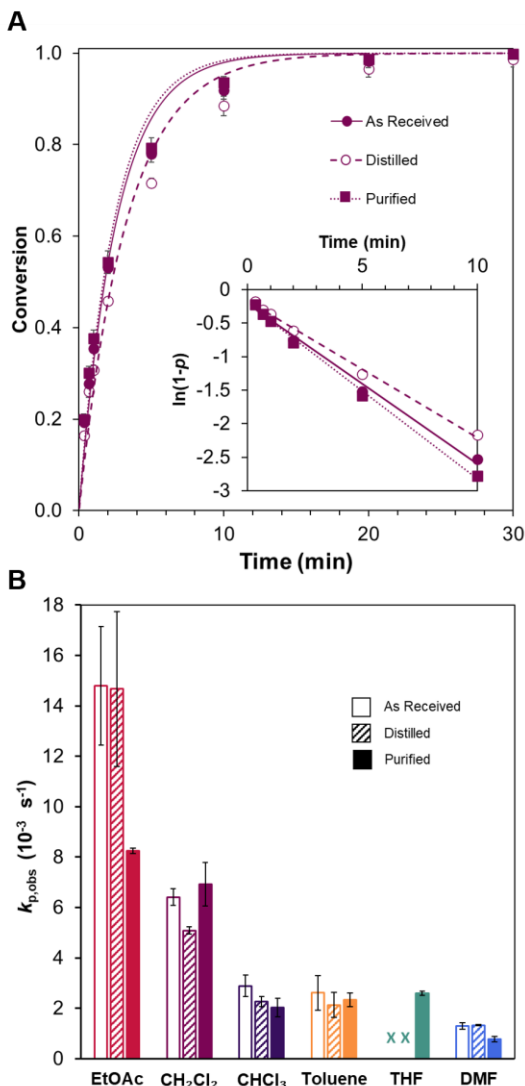 A
1.0
0.8
0.6
0.4
0.2
0.0
Conversion
As Received
Distilled
Purified
Time (min)
0
5
10
0
-0.5
-1
-1.5
-2
-2.5
-3
ln(1-p)
0
10
20
30
Time (min)
B
18
16
14
12
10
8
6
4
2
0
kp,obs (10-3 s-1)
As Received
Distilled
Purified
X X
EtOAc
CH2Cl2
CHCl3
Toluene
THF
DMF